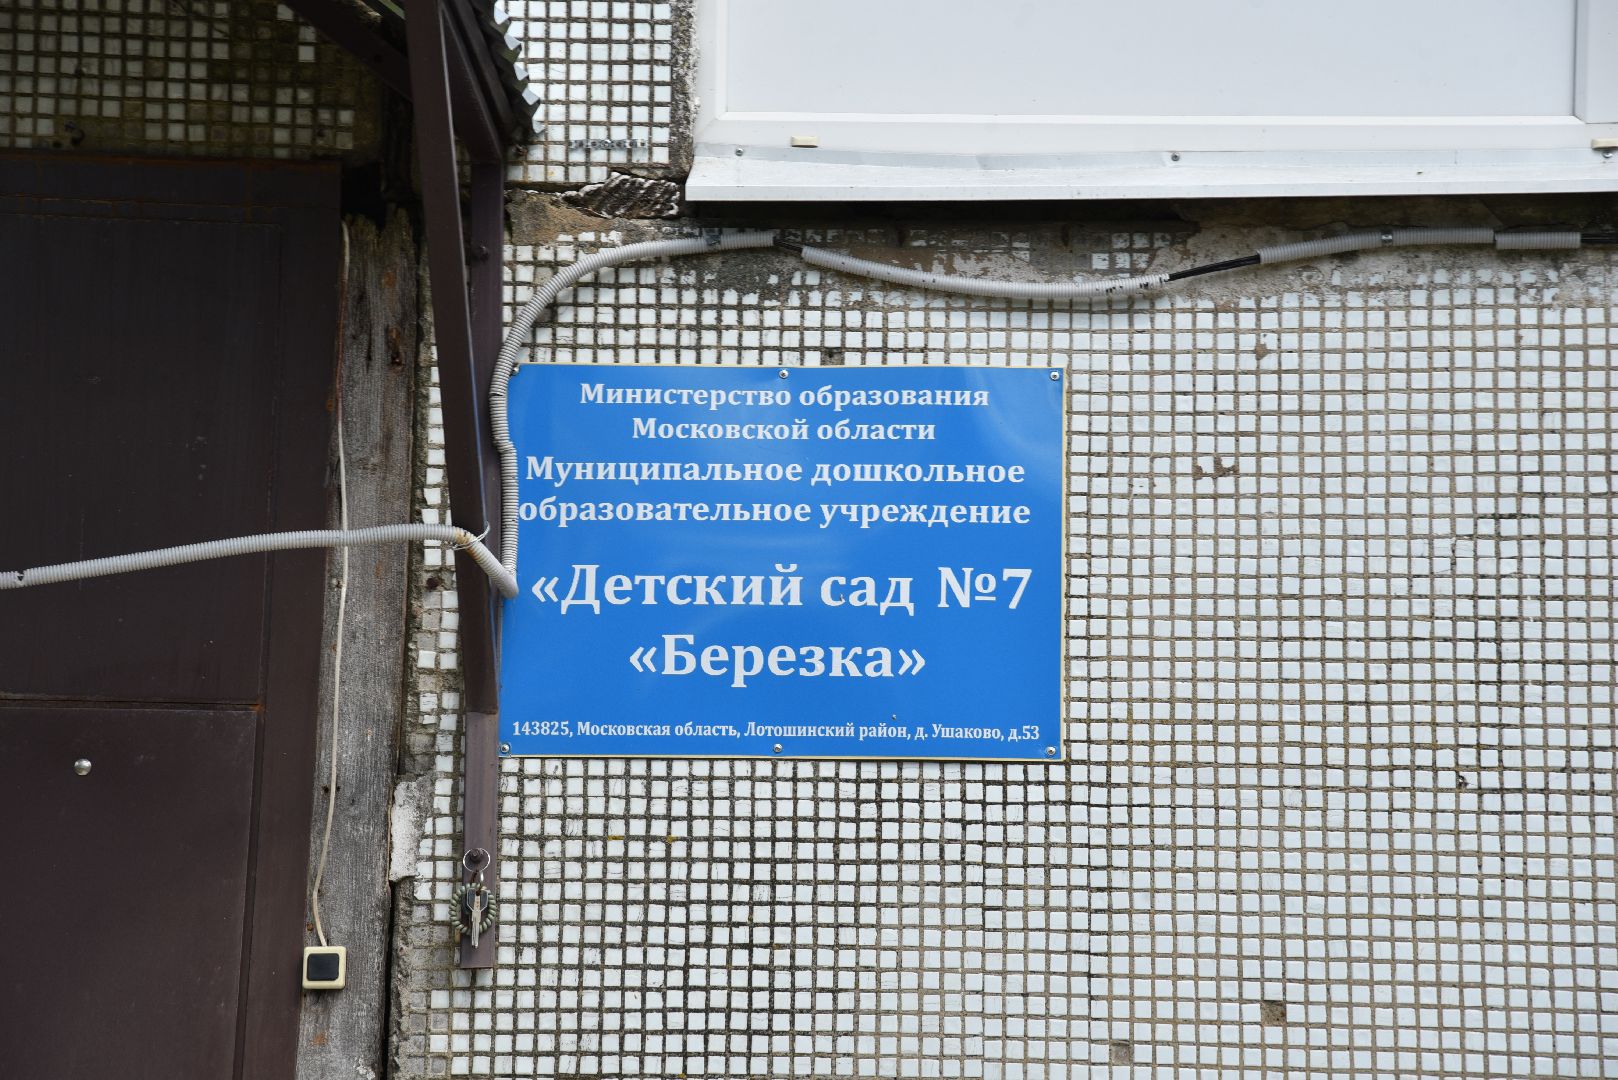 Министерство образования
Московской области
Муниципальное дошкольное
образовательное учреждение
«Детский сад №7
«Березка»
143825, Московская область, Лотошинский район, д. Ушаково, д.53